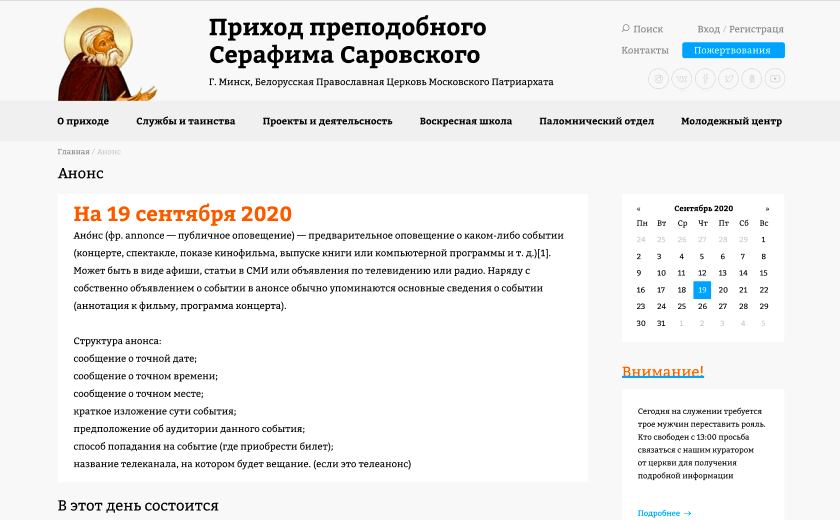 Приход преподобного
Серафима Саровского
Г. Минск, Белорусская Православная Церковь Московского Патриархата
Поиск
Вход / Регистраця
Контакты
Пожертвования
О приходе Службы и таинства Проекты и деятельность Воскресная школа Паломнический отдел Молодежный центр
Главная / Анонс
Анонс
На 19 сентября 2020
Ано́нс (фр. annonce — публичное оповещение) — предварительное оповещение о каком-либо событии
(концерте, спектакле, показе кинофильма, выпуске книги или компьютерной программы и т. д.)[1].
Может быть в виде афиши, статьи в СМИ или объявления по телевидению или радио. Наряду с
собственно объявлением о событии в анонсе обычно упоминаются основные сведения о событии
(аннотация к фильму, программа концерта).
Структура анонса:
сообщение о точной дате;
сообщение о точном времени;
сообщение о точном месте;
краткое изложение сути события;
предположение об аудитории данного события;
способ попадания на событие (где приобрести билет);
название телеканала, на котором будет вещание. (если это телеанонс)
В этот день состоится
« Сентябрь 2020 »
Пн Вт Ср Чт Пт Сб Вс
24 25 26 27 28 29 1
2 3 4 5 6 7 8
9 10 11 12 13 14 15
16 17 18 19 20 21 22
23 24 25 26 27 28 29
30 31 1 2 3 4 5
Внимание!
Сегодня на служении требуется
трое мужчин переставить рояль.
Кто свободен с 13:00 просьба
связаться с нашим куратором
от церкви для получения
подробной информации
Подробнее →